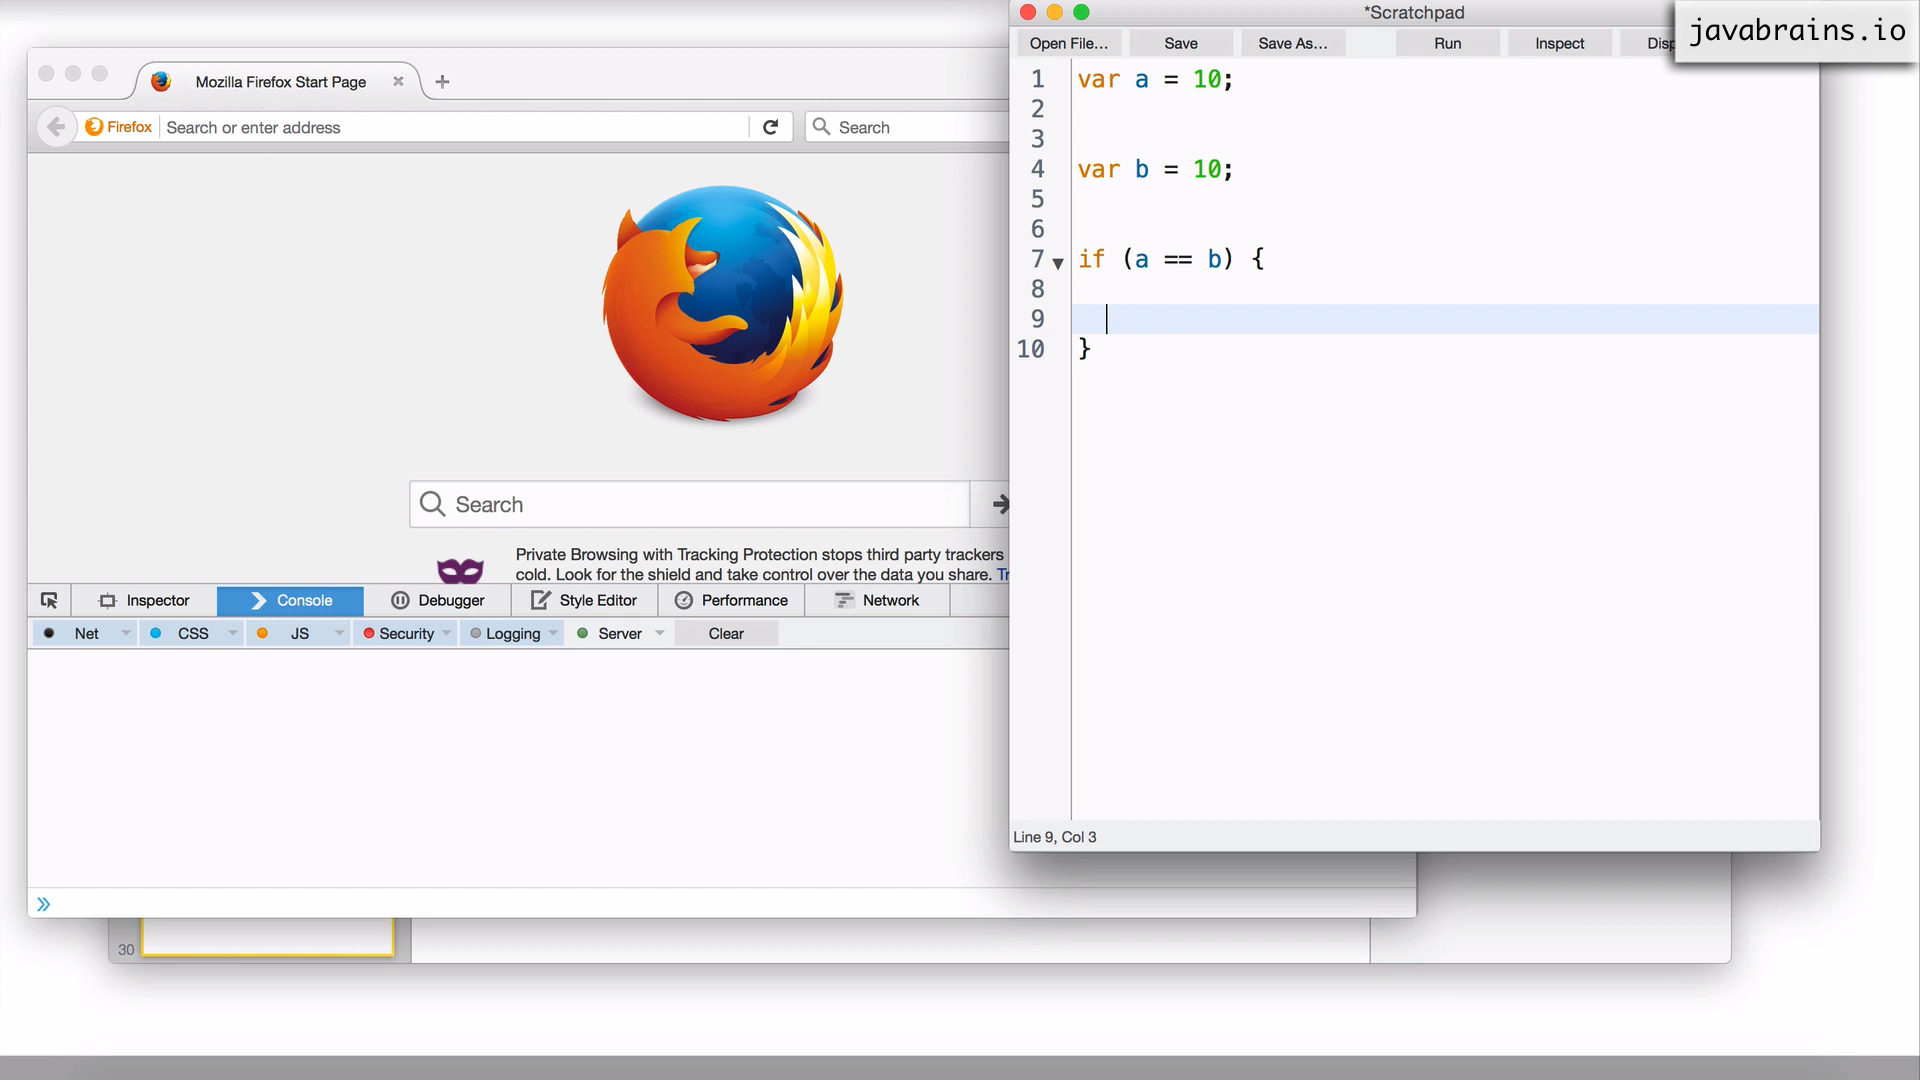 *Scratchpad
javabrains.io
Open File...
Save
Save As...
Run
Inspect
Mozilla Firefox Start Page
Firefox
Search or enter address
Search
1 var a = 10;
2
3
4 var b = 10;
5
6
7 if (a == b) {
8
9
10 }
Search
Private Browsing with Tracking Protection stops third party trackers
cold. Look for the shield and take control over the data you share.
Inspector
Console
Debugger
Style Editor
Performance
Network
Net
CSS
JS
Security
Logging
Server
Clear
Line 9, Col 3
30